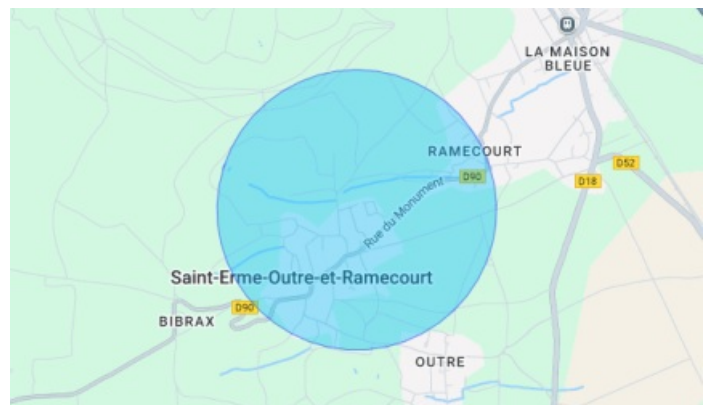 LA MAISON
BLEUE
RAMECOURT
D52
D90
D18
Rue du Monument
Saint-Erme-Outre-et-Ramecourt
D90
BIBRAX
OUTRE